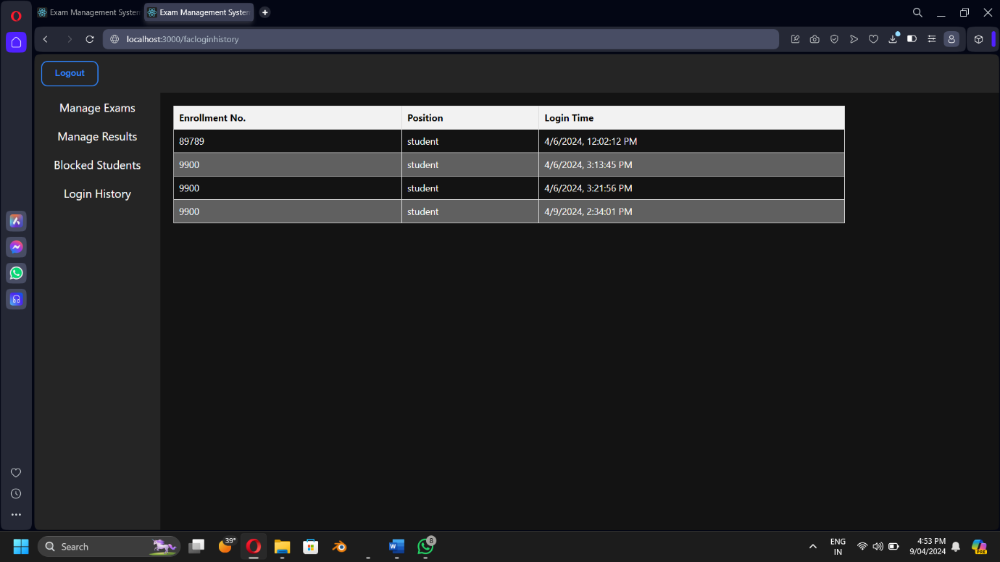 Exam Management System
Exam Management System
localhost:3000/facloginhistory
Logout
Manage Exams
Manage Results
Blocked Students
Login History
Enrollment No. Position Login Time
89789 student 4/6/2024, 12:02:12 PM
9900 student 4/6/2024, 3:13:45 PM
9900 student 4/6/2024, 3:21:56 PM
9900 student 4/9/2024, 2:34:01 PM
Search
39°
W
8
ENG
IN
4:53 PM
9/04/2024
PRE